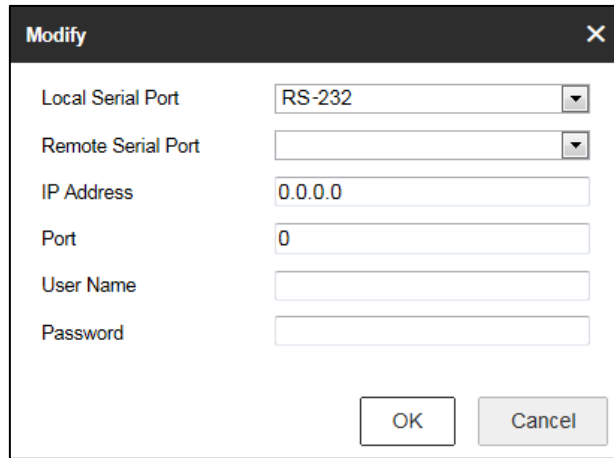 Modify
Local Serial Port RS-232
Remote Serial Port
IP Address 0.0.0.0
Port 0
User Name
Password
OK Cancel